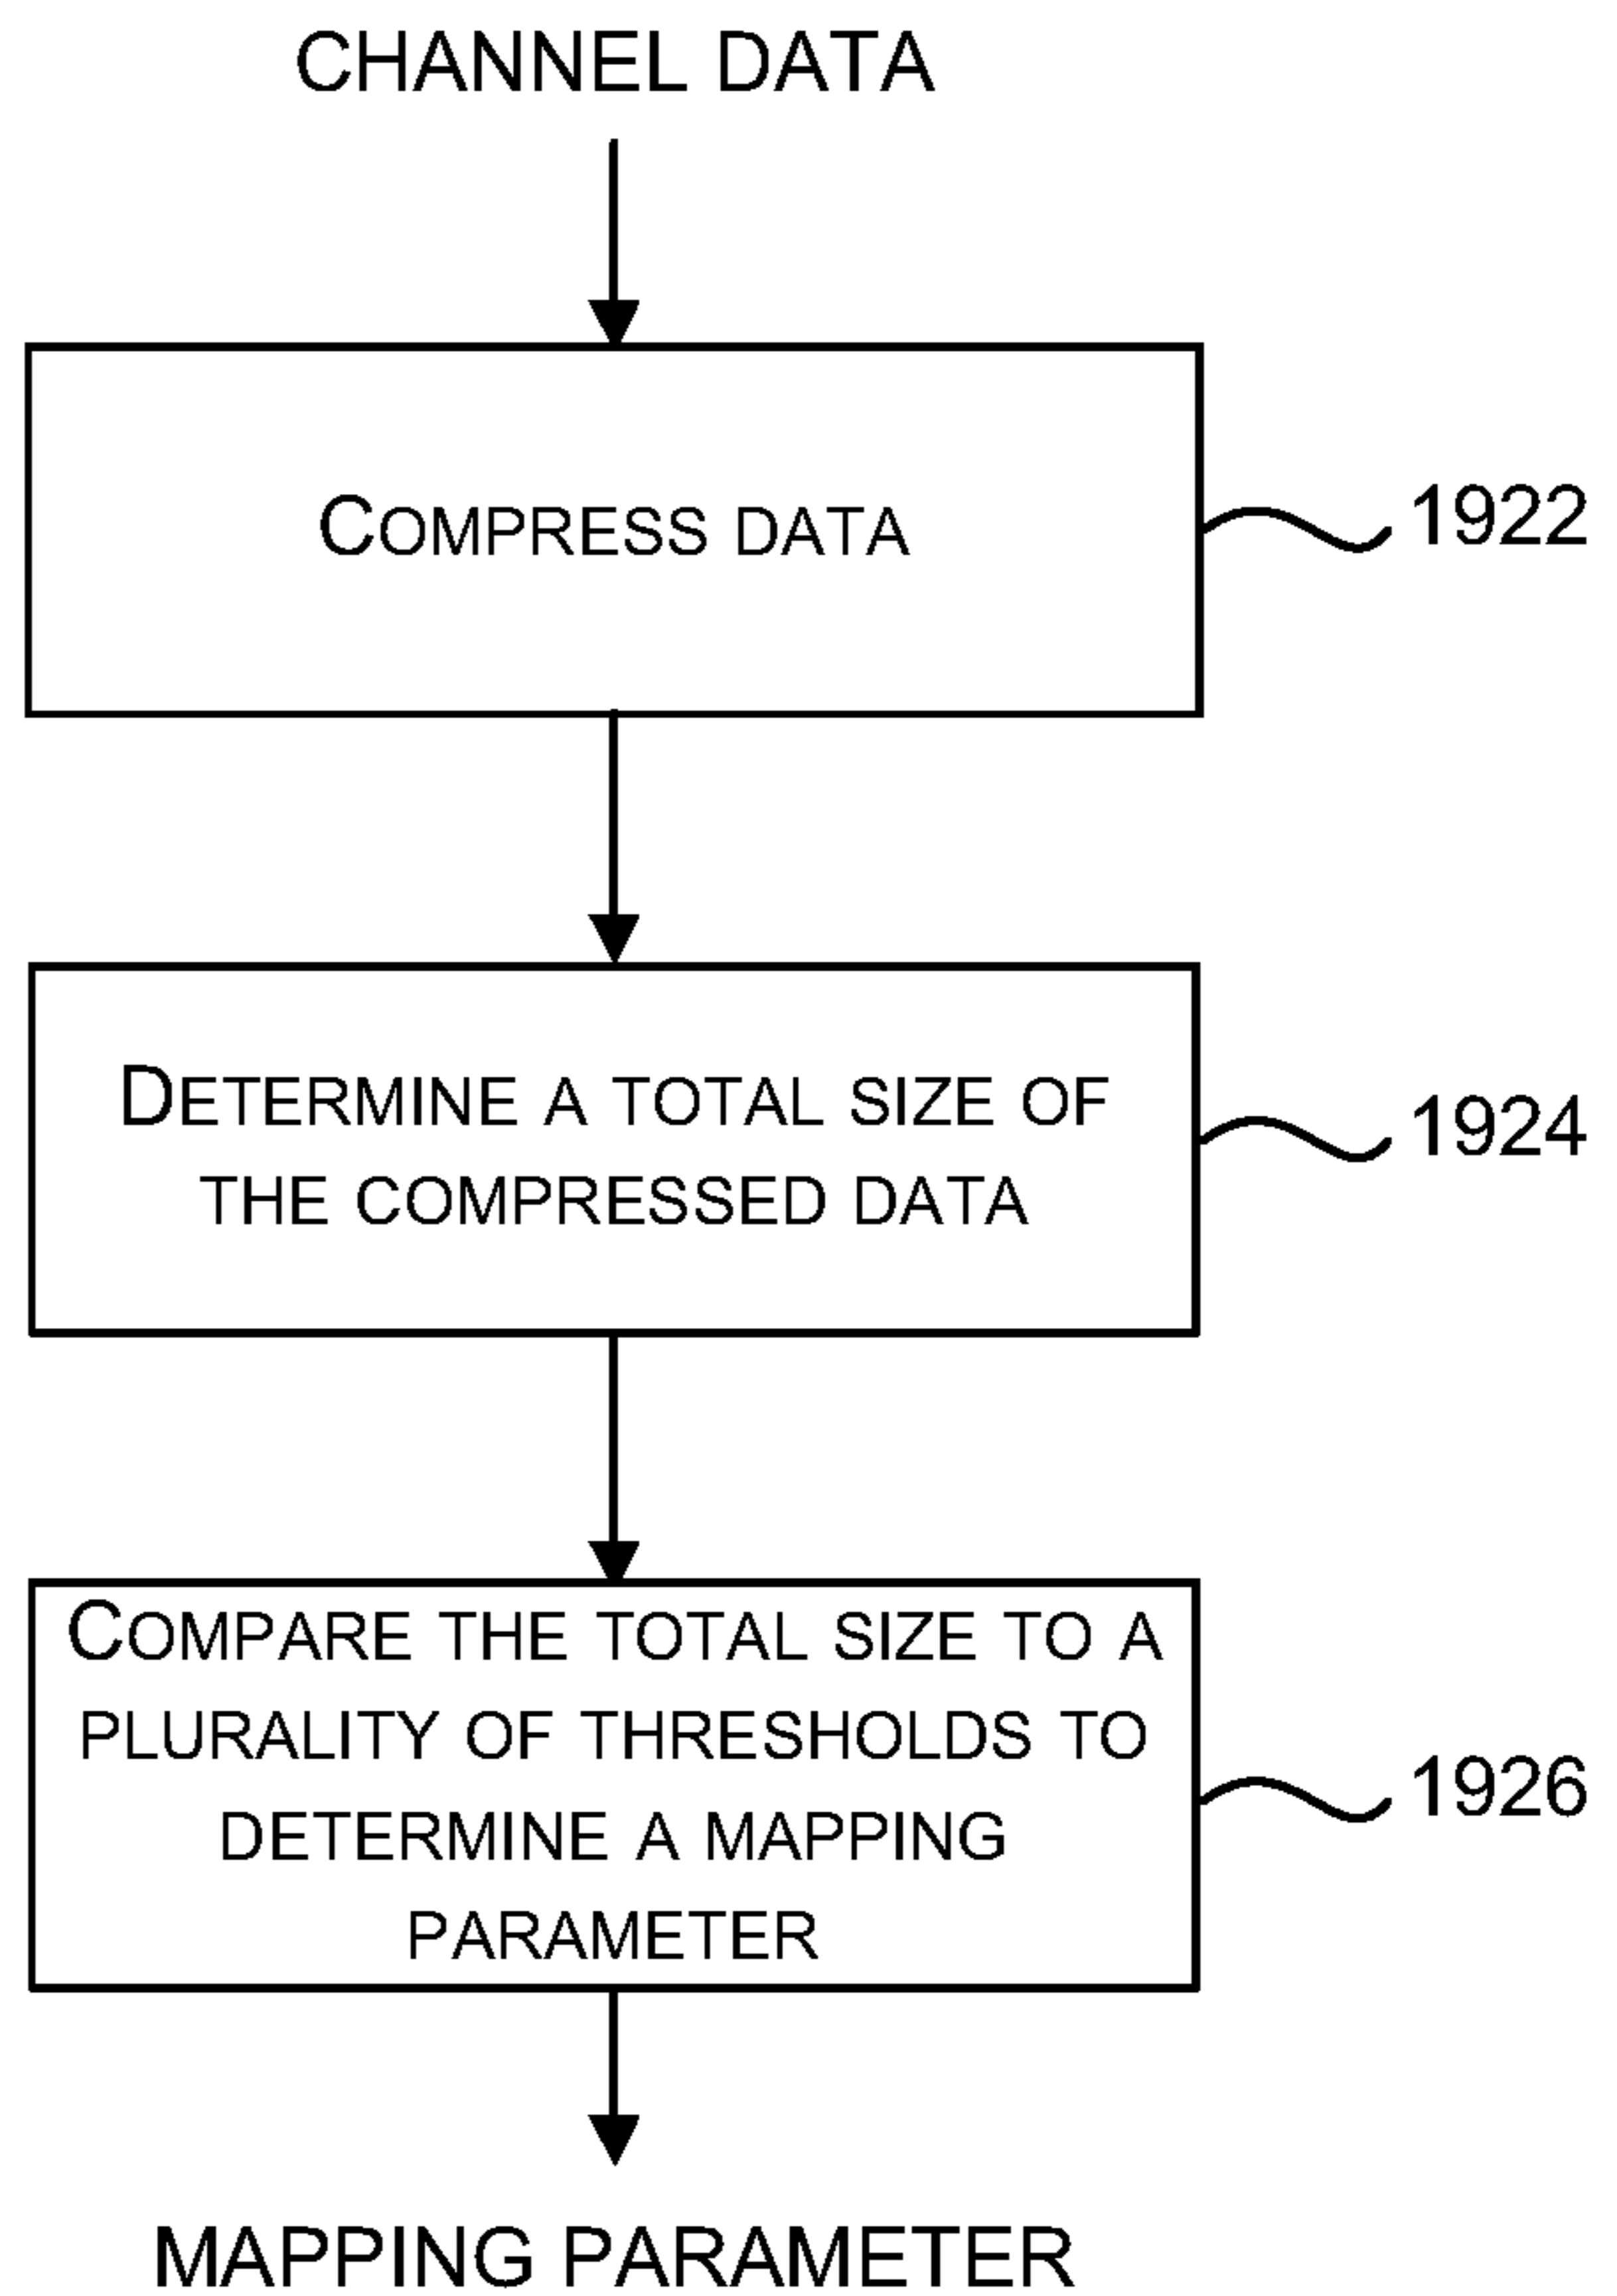 CHANNEL DATA
COMPRESS DATA
1922
DETERMINE A TOTAL SIZE OF
THE COMPRESSED DATA
1924
COMPARE THE TOTAL SIZE TO A
PLURALITY OF THRESHOLDS TO
DETERMINE A MAPPING
PARAMETER
1926
MAPPING PARAMETER